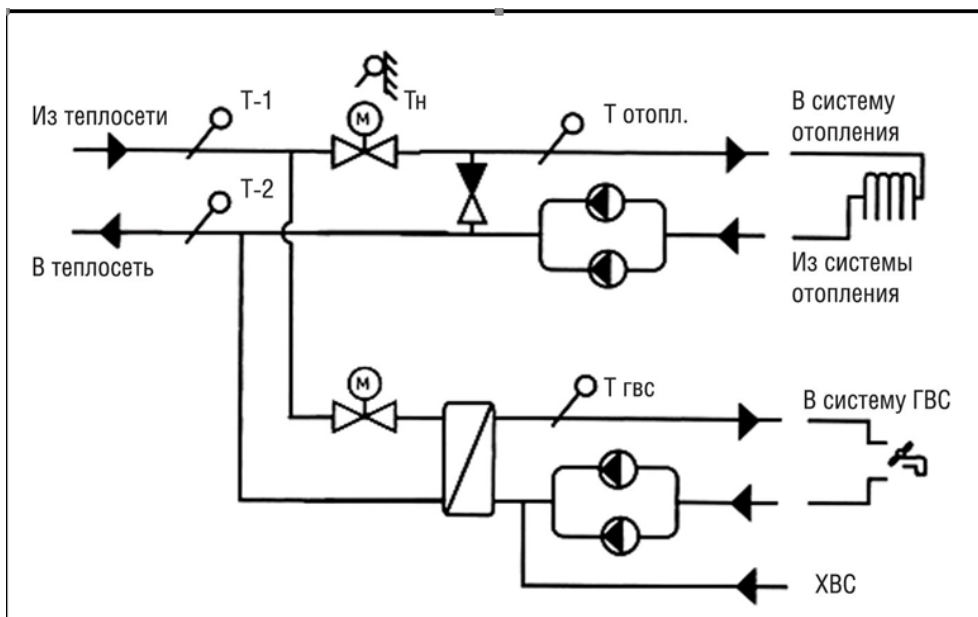 Из теплосети
Т-1
М
Тн
Т отопл.
В систему
отопления
Т-2
В теплосеть
Из системы
отопления
М
Т гвс
В систему ГВС
ХВС